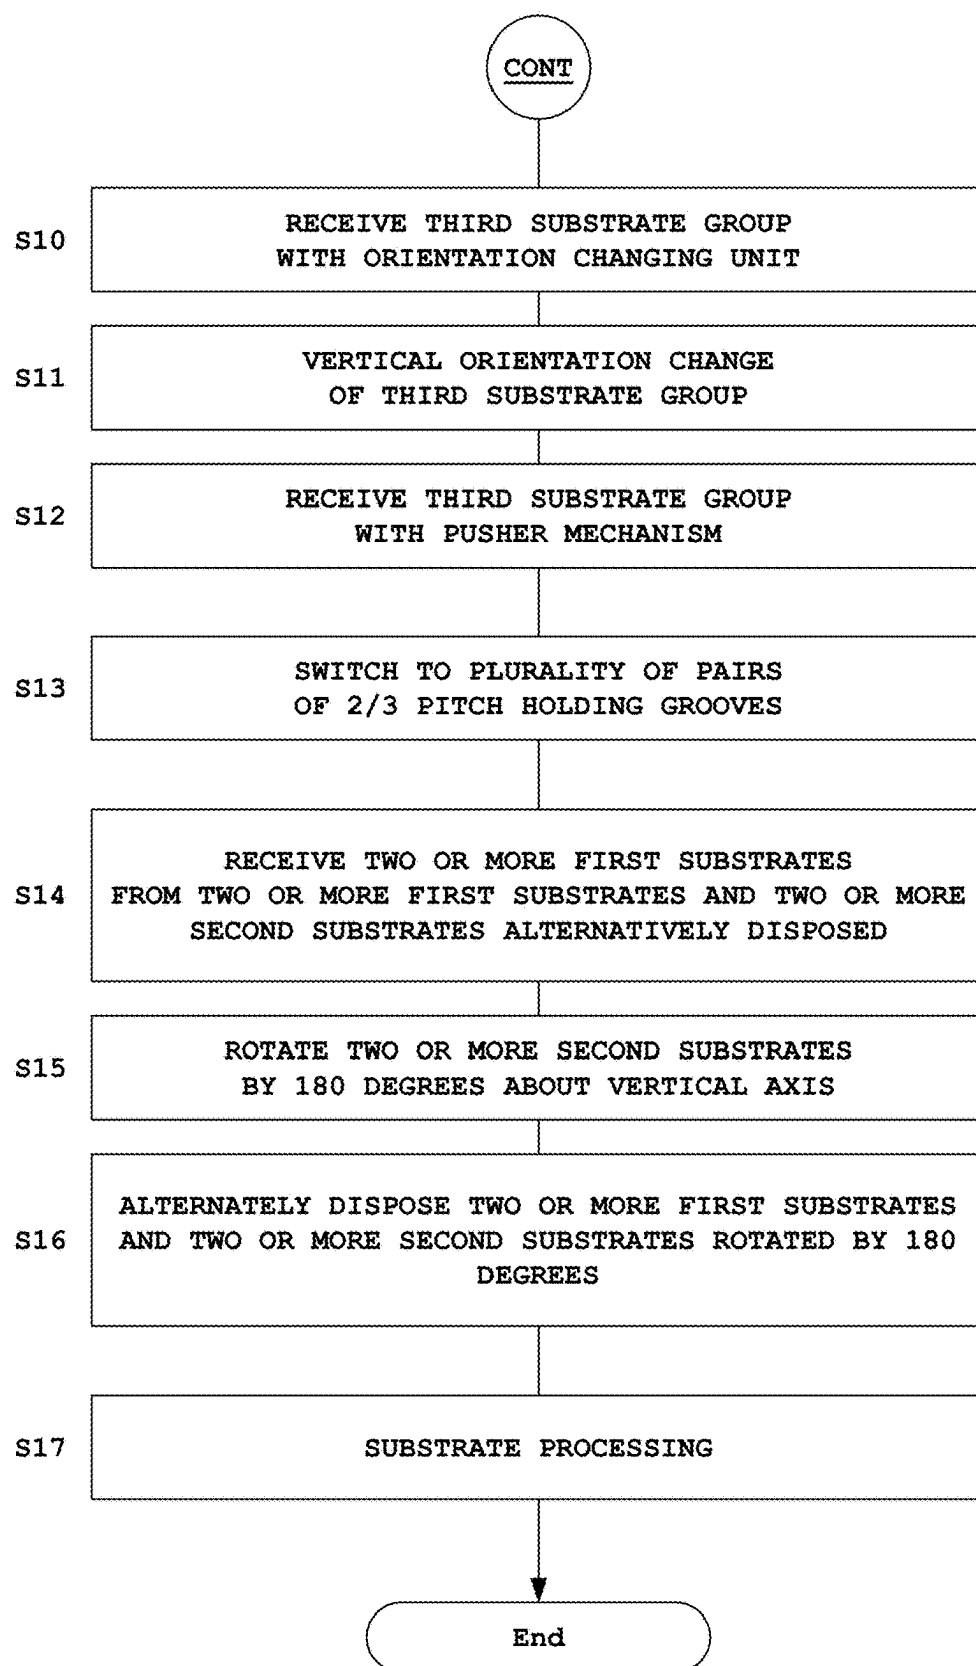 CONT
S10
RECEIVE THIRD SUBSTRATE GROUP
WITH ORIENTATION CHANGING UNIT
S11
VERTICAL ORIENTATION CHANGE
OF THIRD SUBSTRATE GROUP
S12
RECEIVE THIRD SUBSTRATE GROUP
WITH PUSHER MECHANISM
S13
SWITCH TO PLURALITY OF PAIRS
OF 2/3 PITCH HOLDING GROOVES
S14
RECEIVE TWO OR MORE FIRST SUBSTRATES
FROM TWO OR MORE FIRST SUBSTRATES AND TWO OR MORE
SECOND SUBSTRATES ALTERNATIVELY DISPOSED
S15
ROTATE TWO OR MORE SECOND SUBSTRATES
BY 180 DEGREES ABOUT VERTICAL AXIS
S16
ALTERNATELY DISPOSE TWO OR MORE FIRST SUBSTRATES
AND TWO OR MORE SECOND SUBSTRATES ROTATED BY 180
DEGREES
S17
SUBSTRATE PROCESSING
End